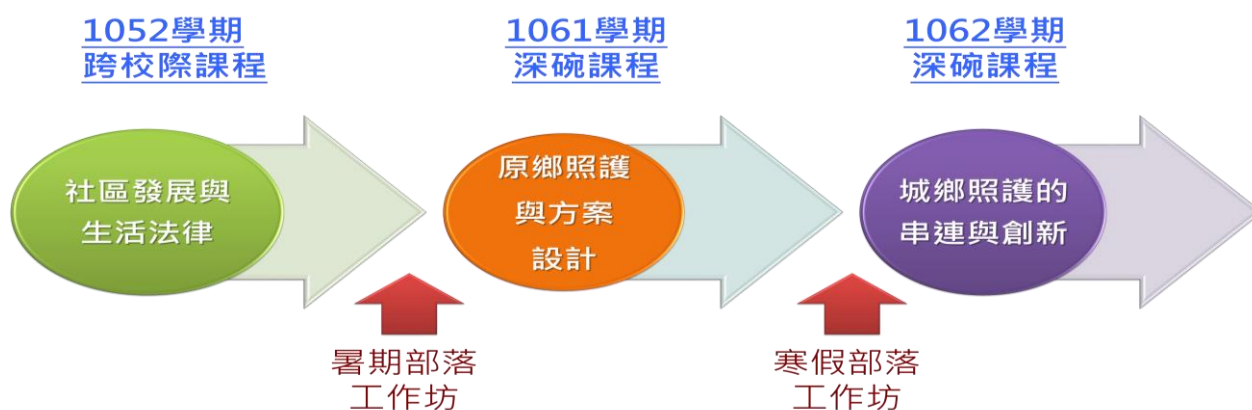 1052學期
跨校際課程
1061學期
深碗課程
1062學期
深碗課程
社區發展與
生活法律
原鄉照護
與方案
設計
城鄉照護的
串連與創新
暑期部落
工作坊
寒假部落
工作坊